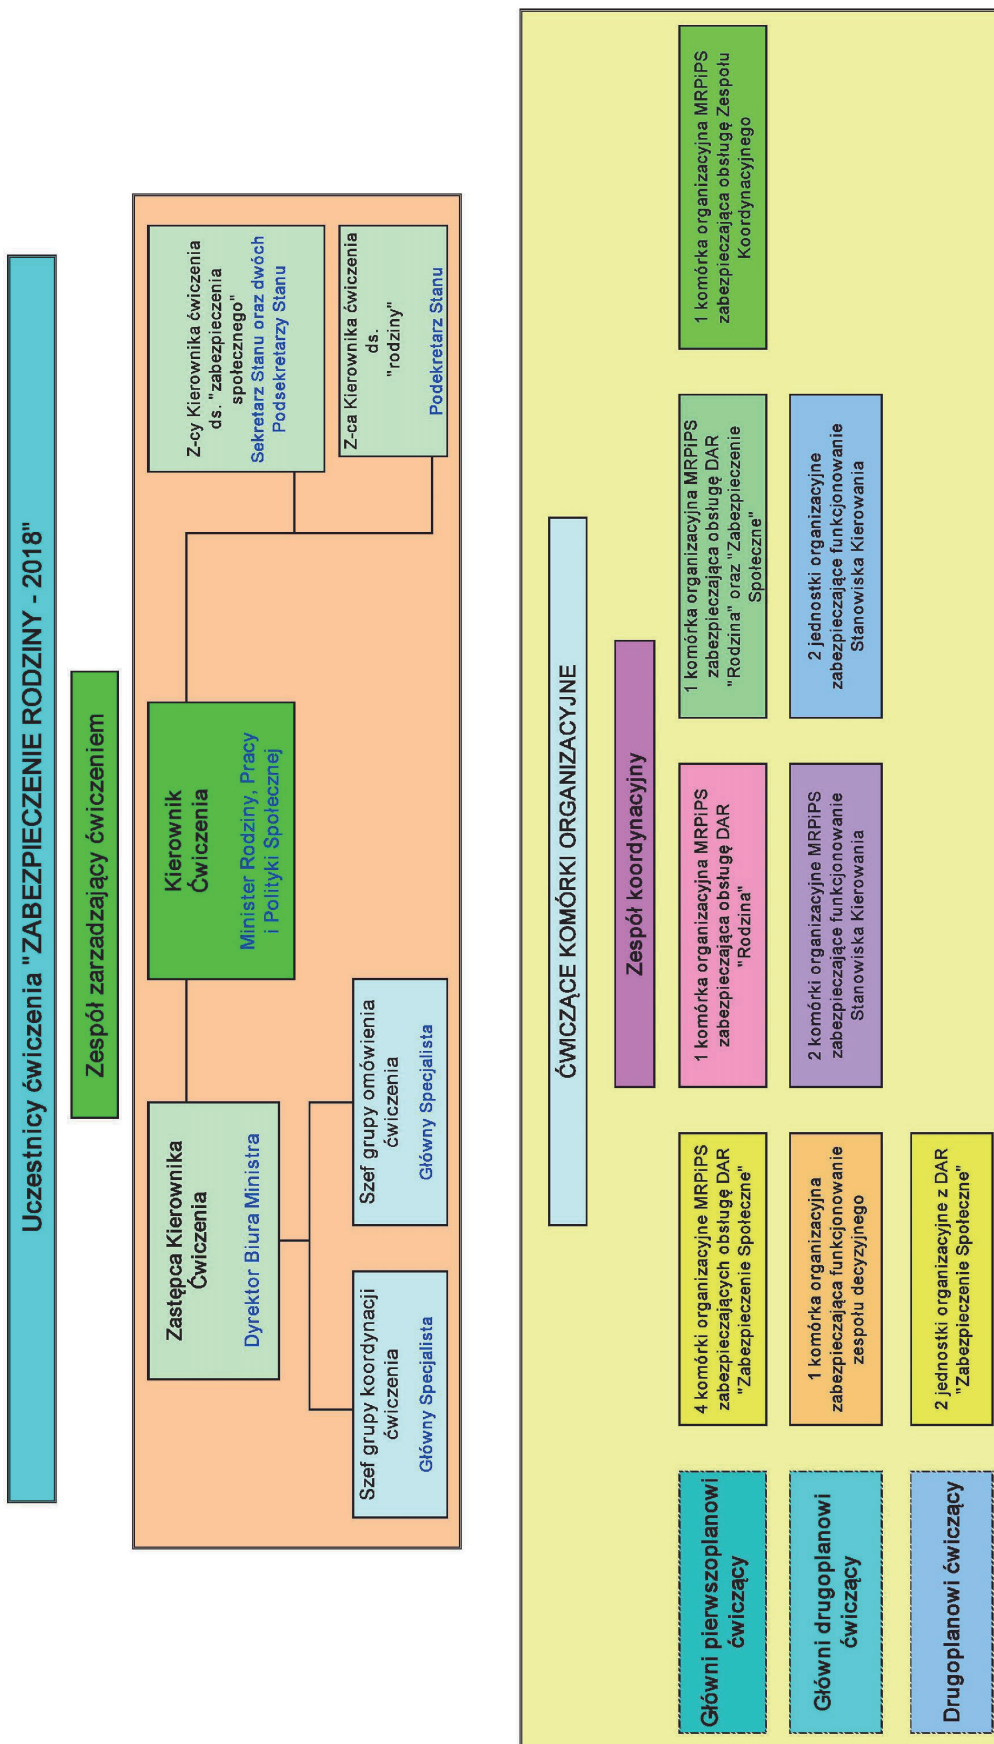 Uczestnicy ćwiczenia "ZABEZPIECZENIE RODZINY - 2018"
Zespół zarzadzający ćwiczeniem
Zastępca Kierownika
Ćwiczenia
Dyrektor Biura Ministra
Kierownik
Ćwiczenia
Minister Rodziny, Pracy
i Polityki Społecznej
Z-cy Kierownika ćwiczenia
ds. "zabezpieczenia
społecznego"
Sekretarz Stanu oraz dwóch
Podsekretarzy Stanu
Szef grupy koordynacji
ćwiczenia
Główny Specjalista
Szef grupy omówienia
ćwiczenia
Główny Specjalista
Z-ca Kierownika ćwiczenia
ds.
"rodziny"
Podekretarz Stanu
ĆWICZĄCE KOMÓRKI ORGANIZACYJNE
Zespół koordynacyjny
Główni pierwszoplanowi
ćwiczący
4 komórki organizacyjne MRPiPS
zabezpieczających obsługę DAR
"Zabezpieczenie Społeczne"
1 komórka organizacyjna MRPiPS
zabezpieczająca obsługę DAR
"Rodzina"
1 komórka organizacyjna MRPiPS
zabezpieczająca obsługę DAR
"Rodzina" oraz "Zabezpieczenie
Społeczne"
1 komórka organizacyjna MRPiPS
zabezpieczająca obsługę Zespołu
Koordynacyjnego
Główni drugoplanowi
ćwiczący
1 komórka organizacyjna
zabezpieczająca funkcjonowanie
zespołu decyzyjnego
2 komórki organizacyjne MRPiPS
zabezpieczające funkcjonowanie
Stanowiska Kierowania
2 jednostki organizacyjne
zabezpieczające funkcjonowanie
Stanowiska Kierowania
Drugoplanowi ćwiczący
2 jednostki organizacyjne z DAR
"Zabezpieczenie Społeczne"